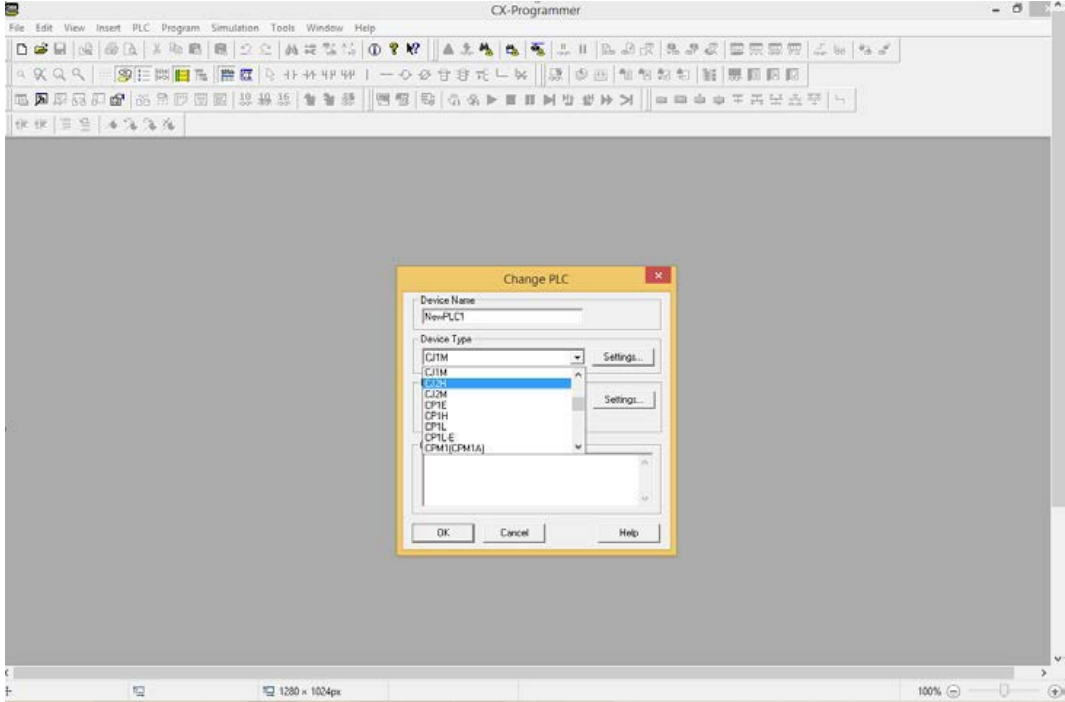 CX-Programmer
File Edit View Insert PLC Program Simulation Tools Window Help
Change PLC
Device Name
NewPLC1
Device Type
CJ1M
Settings...
CJ1M
CJ2H
CJ2M
Settings...
CP1E
CP1H
CP1L
CP1L-E
CPM1(CPM1A)
OK Cancel Help
1280 × 1024px
100%